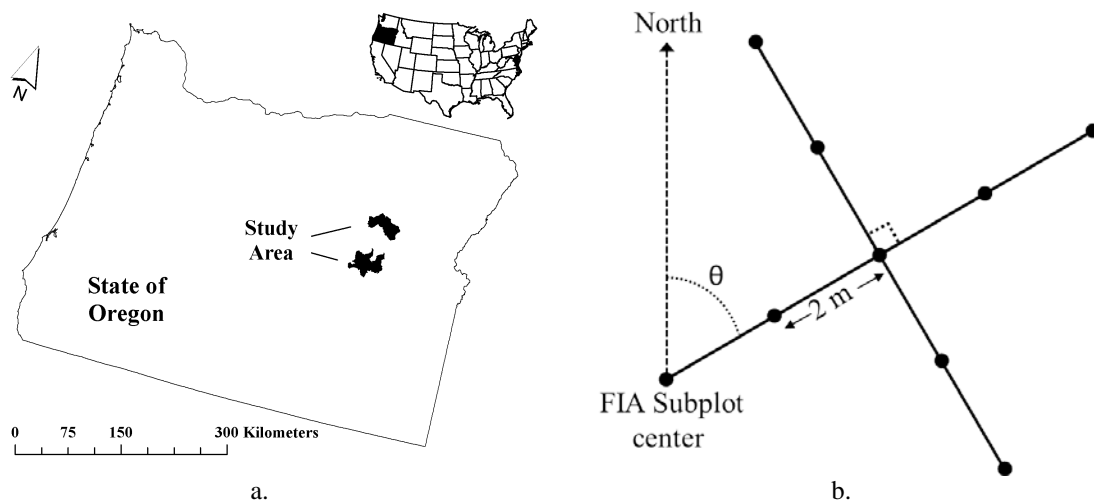 N
Study
Area
State of
Oregon
0 75 150 300 Kilometers
a.
North
θ
2 m
FIA Subplot
center
b.